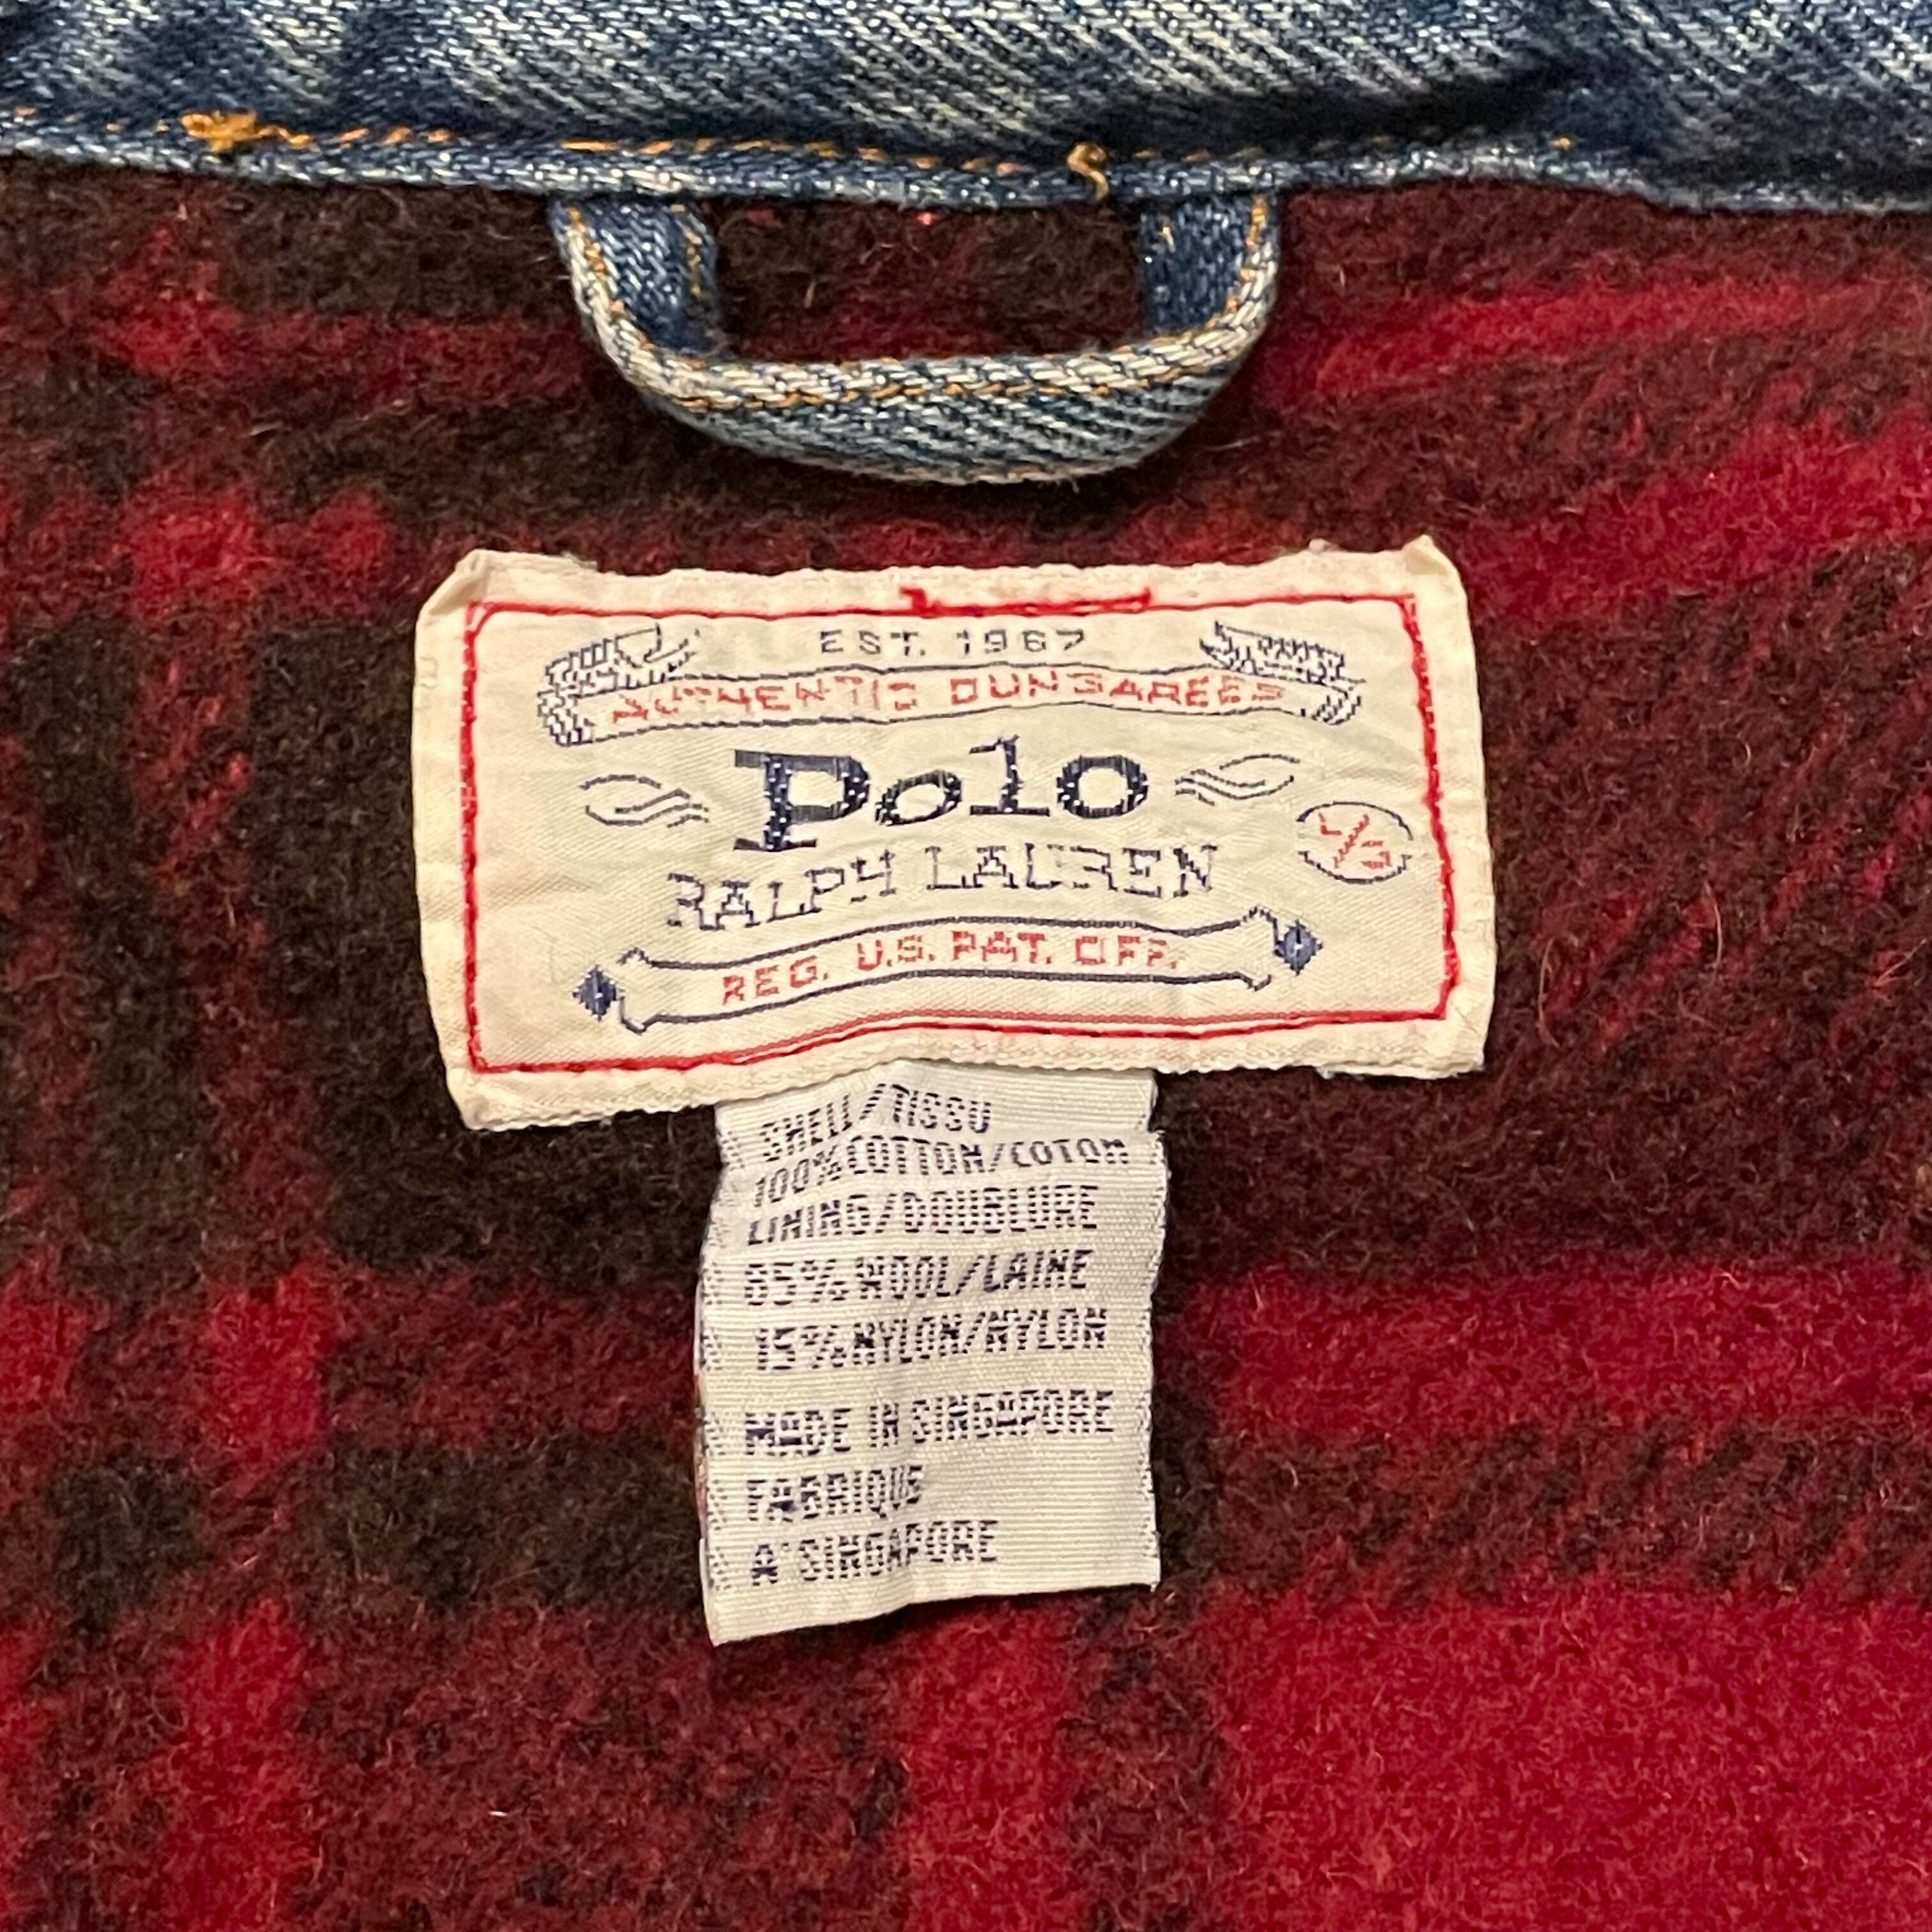 EST. 1967
AUTHENTIC DUNGAREES
Polo
RALPH LAUREN
REG. U.S. PAT. OFF.
SHELL/TISSU
100% COTTON/COTON
LINING/DOUBLURE
85% WOOL/LAINE
15% NYLON/NYLON
MADE IN SINGAPORE
FABRIQUE
A'SINGAPORE